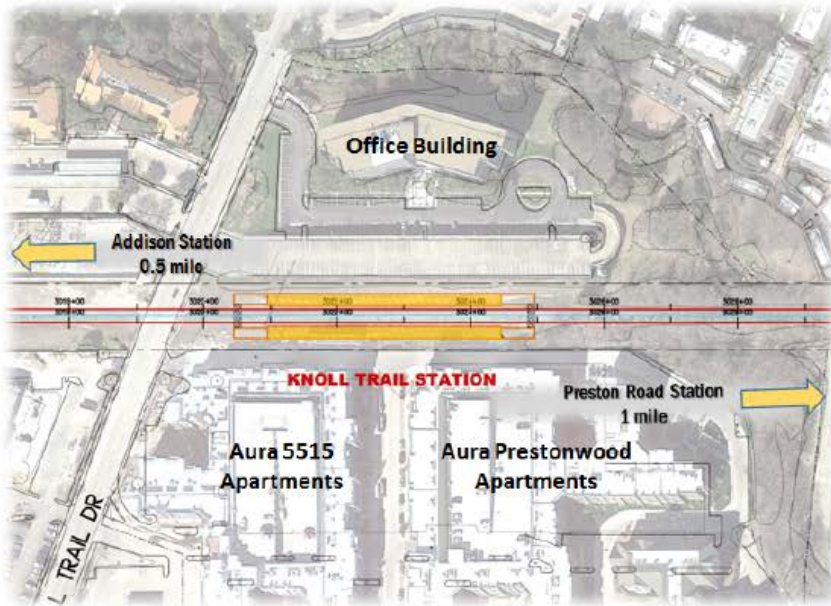 Office Building
Addison Station
0.5 mile
KNOLL TRAIL STATION
Preston Road Station
1 mile
Aura 5515
Apartments
Aura Prestonwood
Apartments
L TRAIL DR